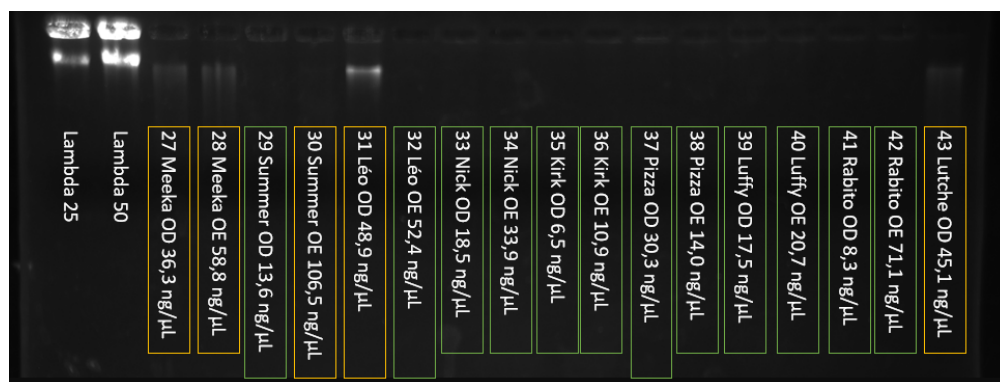 Lambda 25
Lambda 50
27 Meeka OD 36,3 ng/µL
28 Meeka OE 58,8 ng/µL
29 Summer OD 13,6 ng/µL
30 Summer OE 106,5 ng/µL
31 Léo OD 48,9 ng/µL
32 Léo OE 52,4 ng/µL
33 Nick OD 18,5 ng/µL
34 Nick OE 33,9 ng/µL
35 Kirk OD 6,5 ng/µL
36 Kirk OE 10,9 ng/µL
37 Pizza OD 30,3 ng/µL
38 Pizza OE 14,0 ng/µL
39 Luffy OD 17,5 ng/µL
40 Luffy OE 20,7 ng/µL
41 Rabito OD 8,3 ng/µL
42 Rabito OE 71,1 ng/µL
43 Lutche OD 45,1 ng/µL